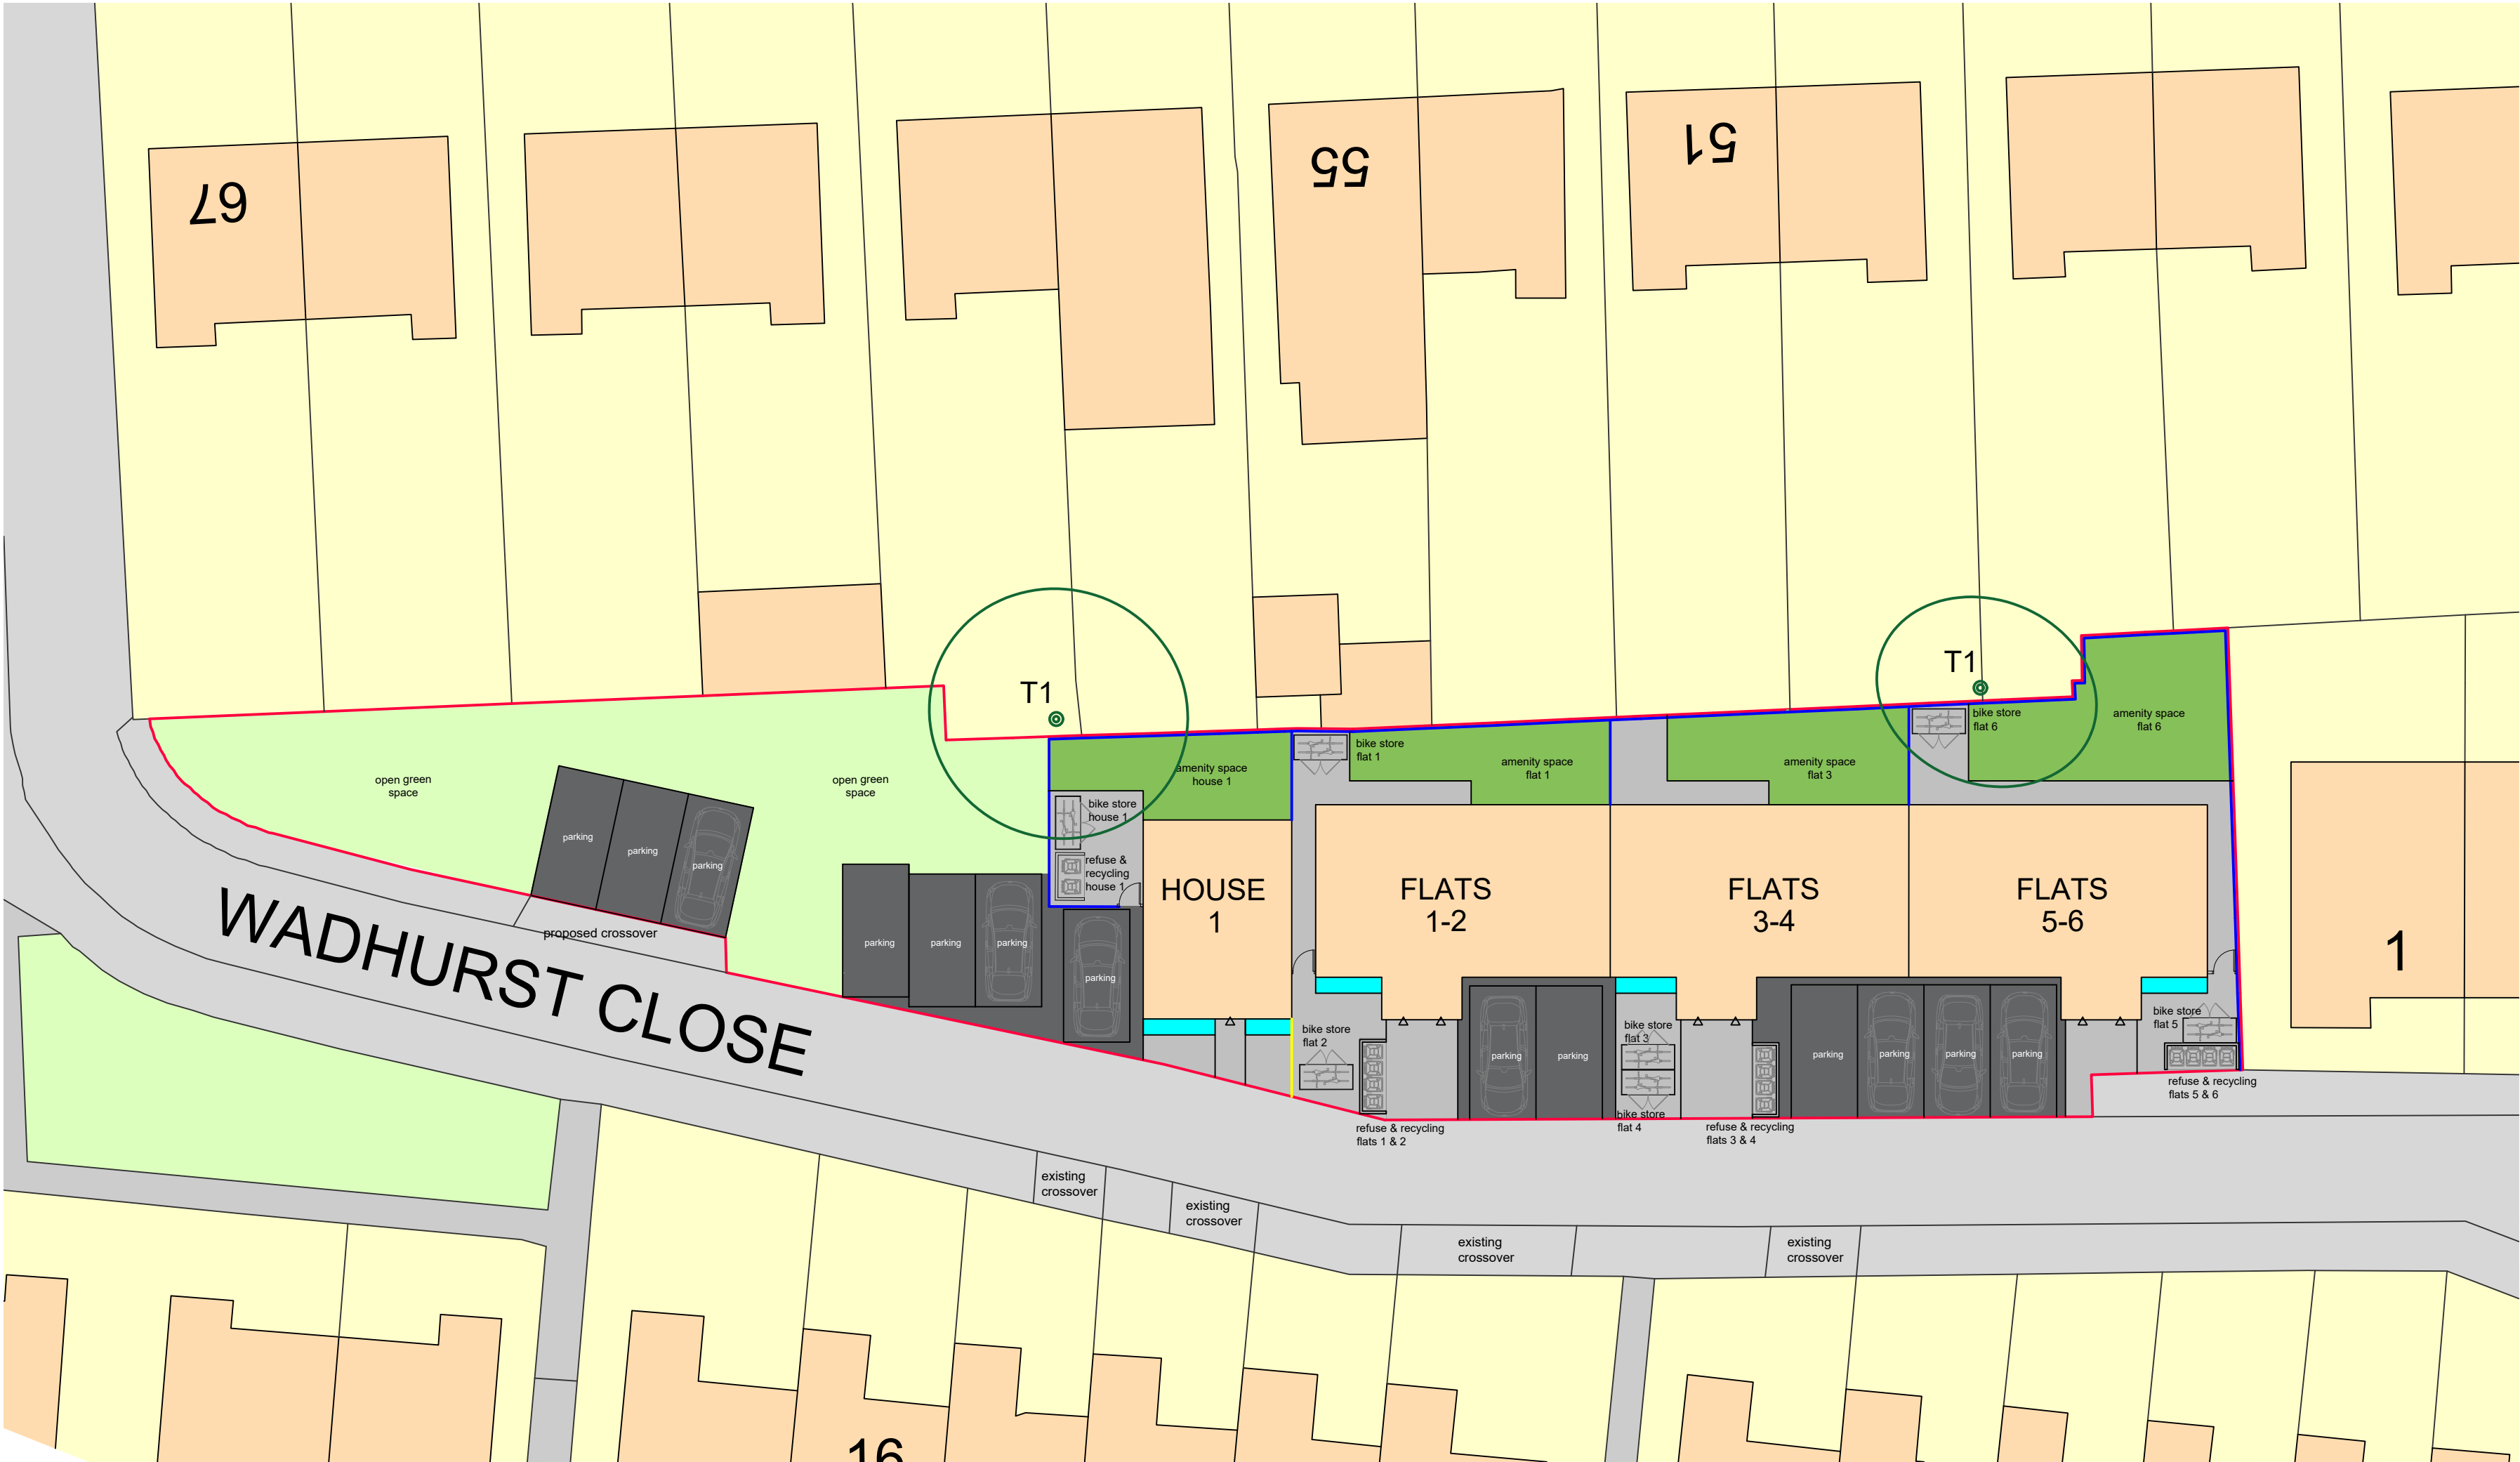 67
55
51
T1
T1
open green
space
open green
space
parking
parking
parking
proposed crossover
WADHURST CLOSE
parking
parking
parking
parking
amenity space
house 1
bike store
house 1
refuse &
recycling
house 1
HOUSE
1
bike store
flat 1
amenity space
flat 1
FLATS
1-2
bike store
flat 2
refuse & recycling
flats 1 & 2
parking
parking
amenity space
flat 3
FLATS
3-4
bike store
flat 3
bike store
flat 4
refuse & recycling
flats 3 & 4
parking
parking
parking
parking
bike store
flat 6
amenity space
flat 6
FLATS
5-6
bike store
flat 5
refuse & recycling
flats 5 & 6
1
existing
crossover
existing
crossover
existing
crossover
existing
crossover
16